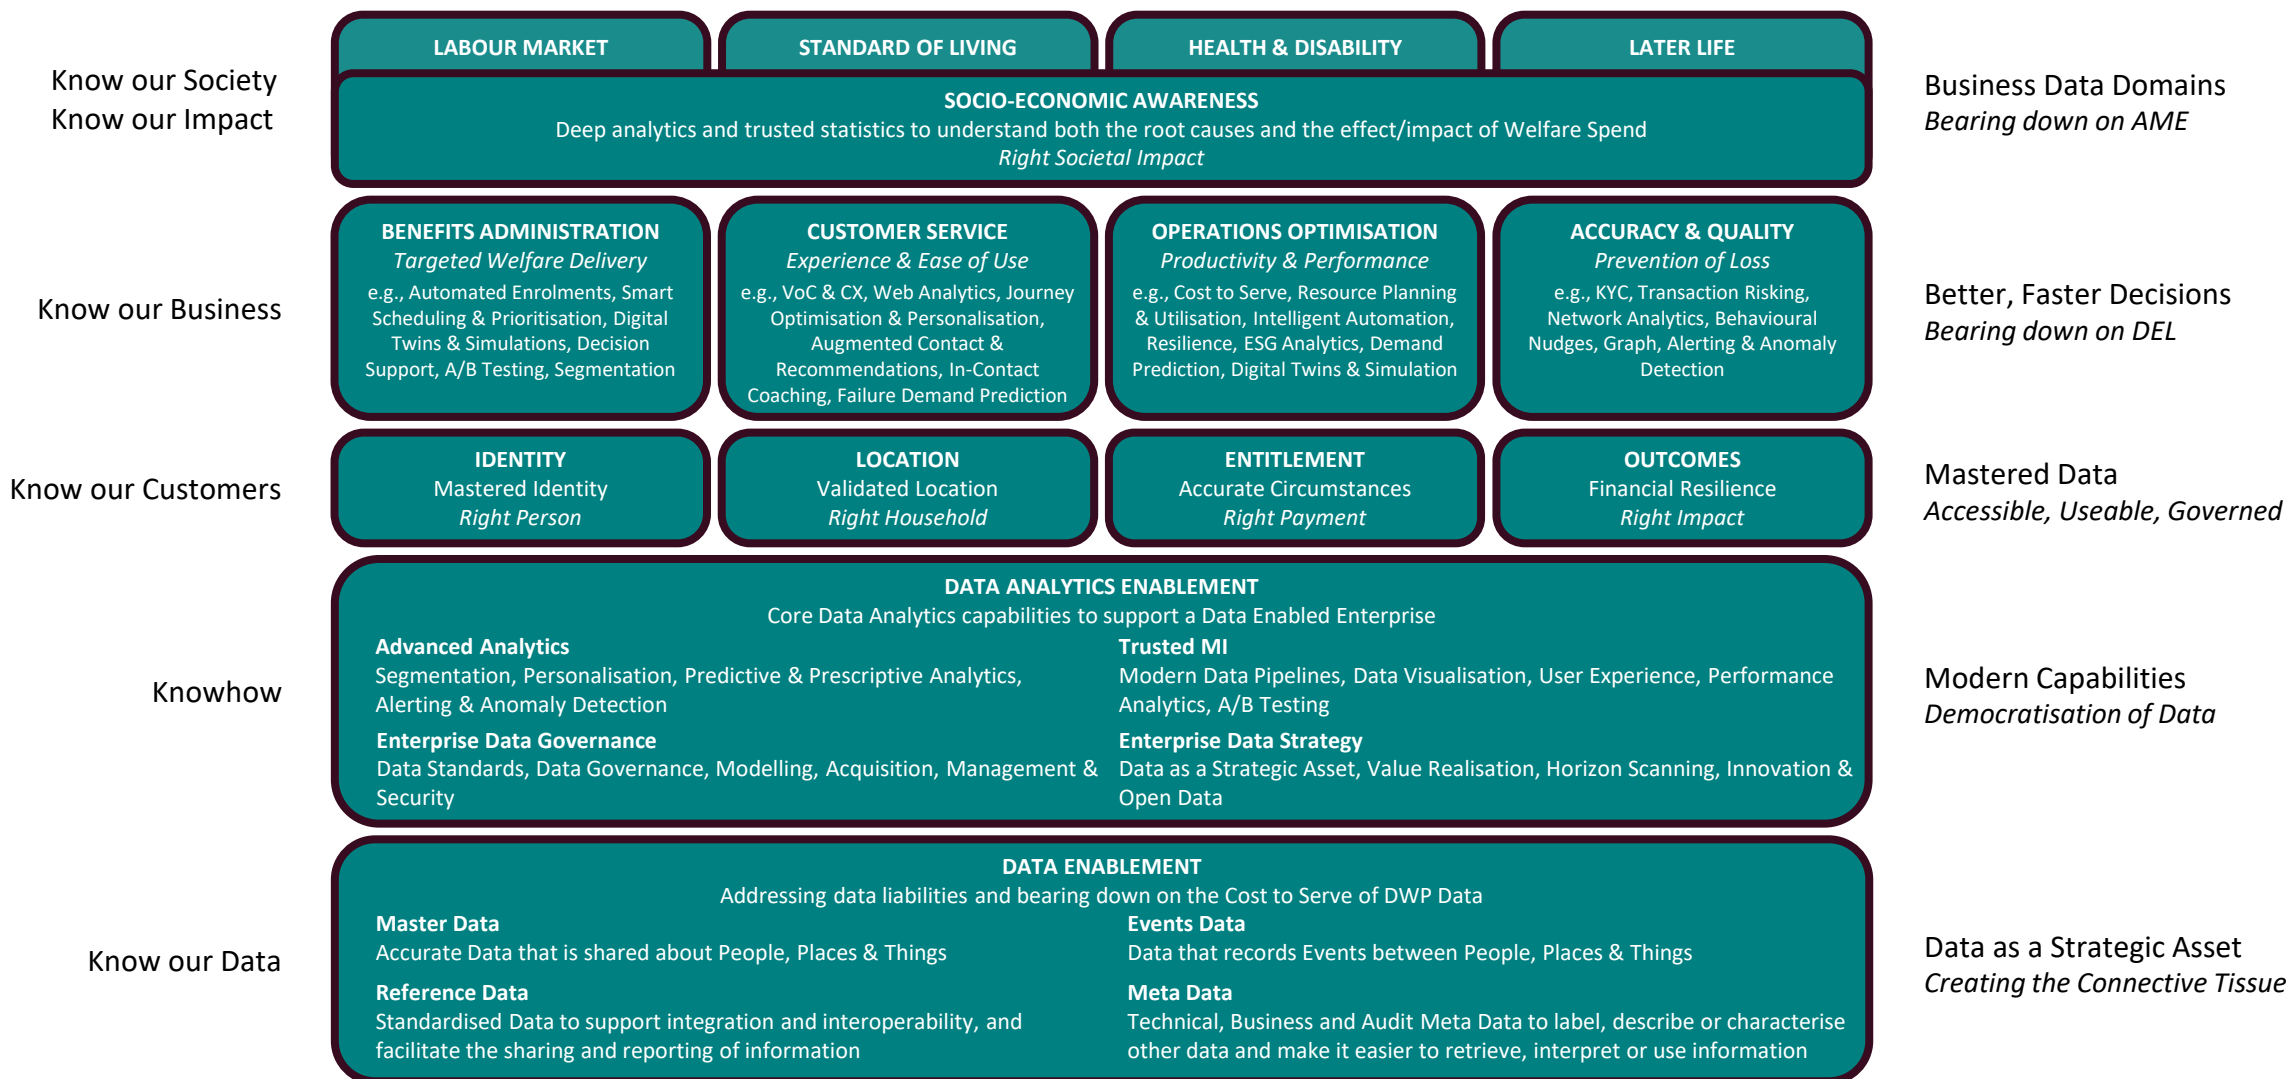 Know our Society
Know our Impact
LABOUR MARKET
STANDARD OF LIVING
HEALTH & DISABILITY
LATER LIFE
SOCIO-ECONOMIC AWARENESS
Deep analytics and trusted statistics to understand both the root causes and the effect/impact of Welfare Spend
Right Societal Impact
Business Data Domains
Bearing down on AME
Know our Business
BENEFITS ADMINISTRATION
Targeted Welfare Delivery
e.g., Automated Enrolments, Smart
Scheduling & Prioritisation, Digital
Twins & Simulations, Decision
Support, A/B Testing, Segmentation
CUSTOMER SERVICE
Experience & Ease of Use
e.g., VoC & CX, Web Analytics, Journey
Optimisation & Personalisation,
Augmented Contact &
Recommendations, In-Contact
Coaching, Failure Demand Prediction
OPERATIONS OPTIMISATION
Productivity & Performance
e.g., Cost to Serve, Resource Planning
& Utilisation, Intelligent Automation,
Resilience, ESG Analytics, Demand
Prediction, Digital Twins & Simulation
ACCURACY & QUALITY
Prevention of Loss
e.g., KYC, Transaction Risking,
Network Analytics, Behavioural
Nudges, Graph, Alerting & Anomaly
Detection
Better, Faster Decisions
Bearing down on DEL
Know our Customers
IDENTITY
Mastered Identity
Right Person
LOCATION
Validated Location
Right Household
ENTITLEMENT
Accurate Circumstances
Right Payment
OUTCOMES
Financial Resilience
Right Impact
Mastered Data
Accessible, Useable, Governed
Knowhow
DATA ANALYTICS ENABLEMENT
Core Data Analytics capabilities to support a Data Enabled Enterprise
Advanced Analytics
Segmentation, Personalisation, Predictive & Prescriptive Analytics,
Alerting & Anomaly Detection
Trusted MI
Modern Data Pipelines, Data Visualisation, User Experience, Performance
Analytics, A/B Testing
Enterprise Data Governance
Data Standards, Data Governance, Modelling, Acquisition, Management &
Security
Enterprise Data Strategy
Data as a Strategic Asset, Value Realisation, Horizon Scanning, Innovation &
Open Data
Modern Capabilities
Democratisation of Data
Know our Data
DATA ENABLEMENT
Addressing data liabilities and bearing down on the Cost to Serve of DWP Data
Master Data
Accurate Data that is shared about People, Places & Things
Events Data
Data that records Events between People, Places & Things
Reference Data
Standardised Data to support integration and interoperability, and
facilitate the sharing and reporting of information
Meta Data
Technical, Business and Audit Meta Data to label, describe or characterise
other data and make it easier to retrieve, interpret or use information
Data as a Strategic Asset
Creating the Connective Tissue